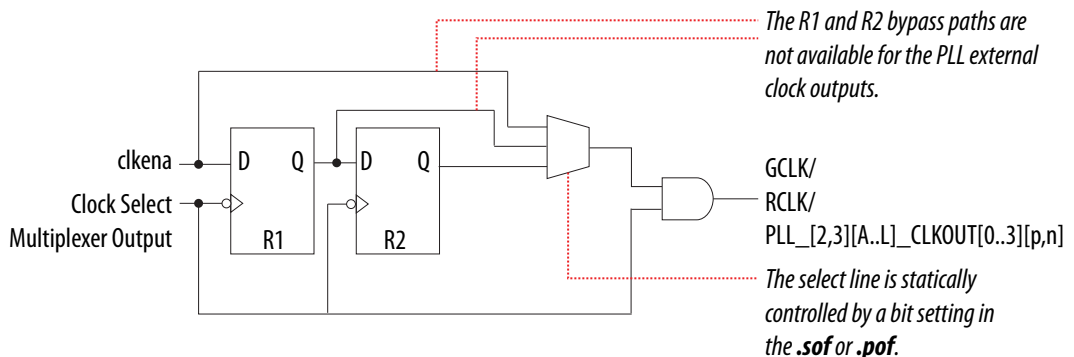 The R1 and R2 bypass paths are
not available for the PLL external
clock outputs.
clkena
D Q
D Q
GCLK/
RCLK/
PLL_[2,3][A..L]_CLKOUT[0..3][p,n]
Clock Select
Multiplexer Output
R1
R2
The select line is statically
controlled by a bit setting in
the .sof or .pof.